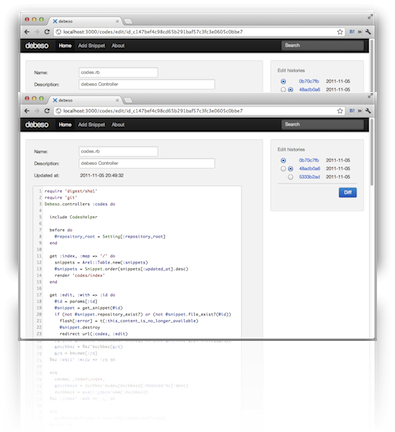 debeso
localhost:3000/codes/edit/id_c147bef4c98cd65b291baf57c3fc3e0605c0bbe7
debeso Home Add Snippet About Search
Name: codes.rb
Description: debeso Controller
Edit histories
0b70c7fb 2011-11-05
48acb0a8 2011-11-05
debeso
localhost:3000/codes/edit/id_c147bef4c98cd65b291baf57c3fc3e0605c0bbe7
debeso Home Add Snippet About Search
Name: codes.rb
Description: debeso Controller
Updated at: 2011-11-05 20:49:32
Edit histories
0b70c7fb 2011-11-05
48acb0a8 2011-11-05
5333b2ad 2011-11-05
Diff
1 require 'digest/sha1'
2 require "git"
3 Debeso.controllers :codes do
4
5 include CodesHelper
6
7 before do
8 @repository_root = Setting[:repository_root]
9 end
10
11 get :index, :map => '/' do
12 snippets = Arel::Table.new(:snippets)
13 @snippets = Snippet.order(snippets[:updated_at].desc)
14 render 'codes/index'
15 end
16
17 get :edit, :with => :id do
18 @id = params[:id]
19 @snippet = get_snippet(@id)
20 if (not @snippet.repository_exist?) or (not @snippet.file_exist?(@id))
21 flash[:error] = t(:this_content_is_no_longer_available)
22 @snippet.destroy
23 redirect url(:codes, :edit)